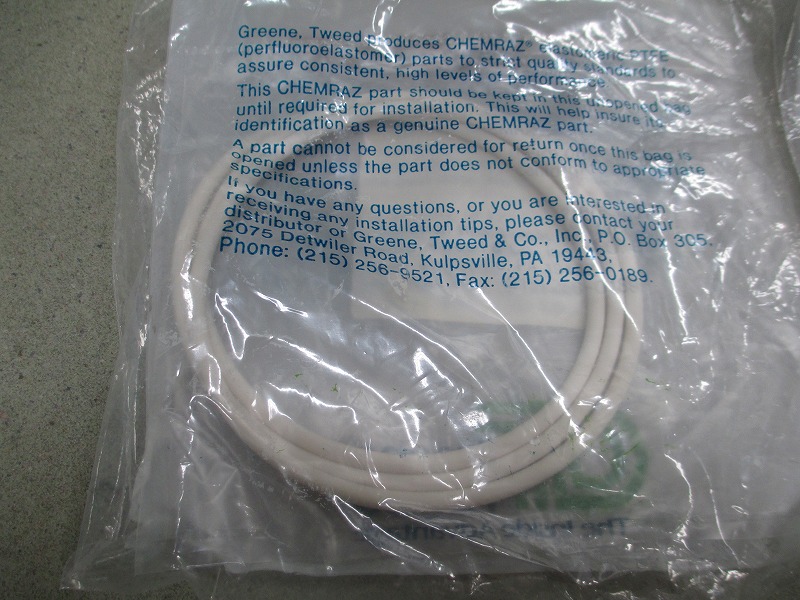 Greene, Tweed produces CHEMRAZ® elastomeric PTFE
(perfluoroelastomer) parts to strict quality standards to
assure consistent, high levels of performance.
This CHEMRAZ part should be kept in this unopened bag
until required for installation. This will help insure its
identification as a genuine CHEMRAZ part.
A part cannot be considered for return once this bag is
opened unless the part does not conform to appropriate
specifications.
If you have any questions, or you are interested in
receiving any installation tips, please contact your
distributor or Greene, Tweed & Co., Inc., P.O. Box 305,
2075 Detwiler Road, Kulpsville, PA 19443.
Phone: (215) 256-9521, Fax: (215) 256-0189.
The